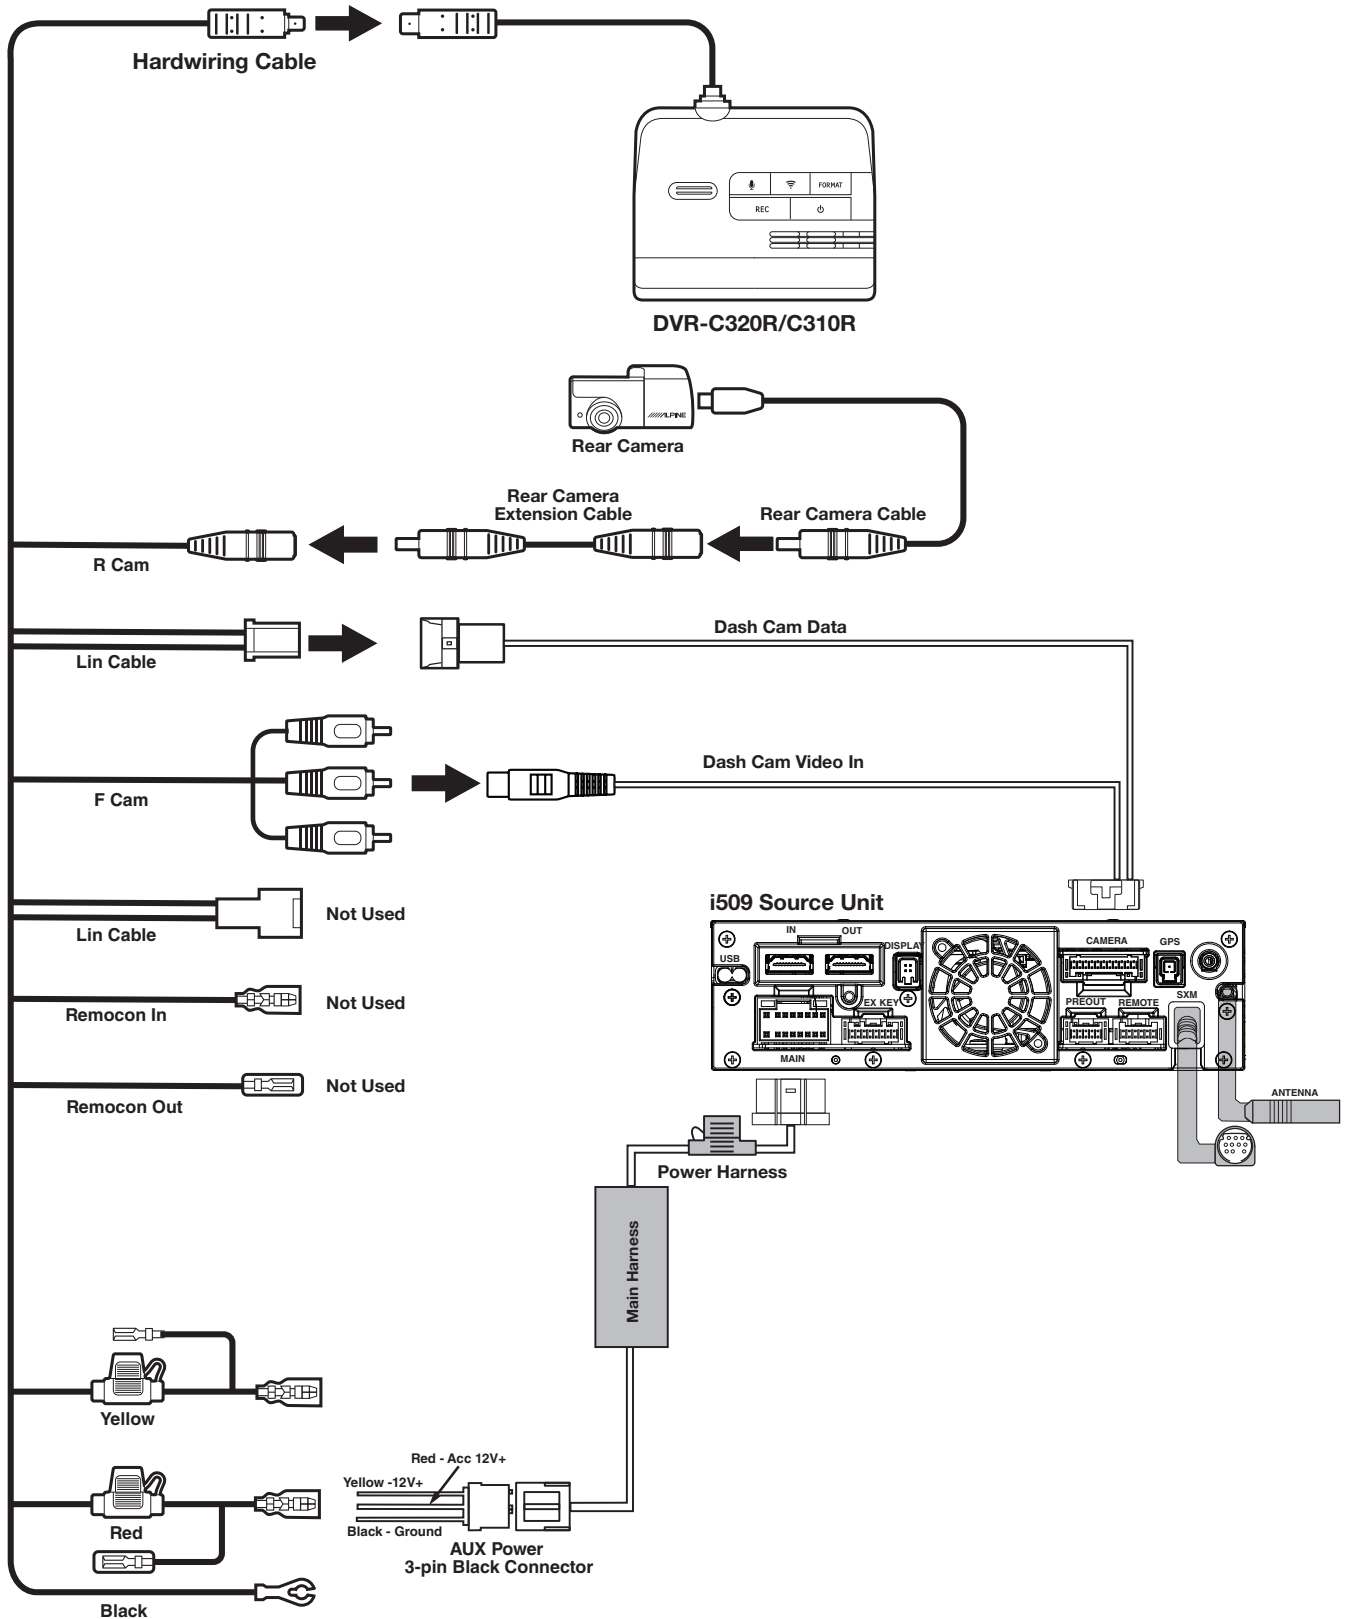 Hardwiring Cable
FORMAT
REC
DVR-C320R/C310R
ALPINE
Rear Camera
Rear Camera
Extension Cable
Rear Camera Cable
R Cam
Dash Cam Data
Lin Cable
Dash Cam Video In
F Cam
i509 Source Unit
Not Used
Lin Cable
IN
OUT
DISPLAY
CAMERA
GPS
USB
SXM
EX KEY
PREOUT
REMOTE
MAIN
Remocon In
Not Used
Remocon Out
Not Used
ANTENNA
Power Harness
Main Harness
Yellow
Red - Acc 12V+
Yellow -12V+
Black - Ground
Red
AUX Power
3-pin Black Connector
Black